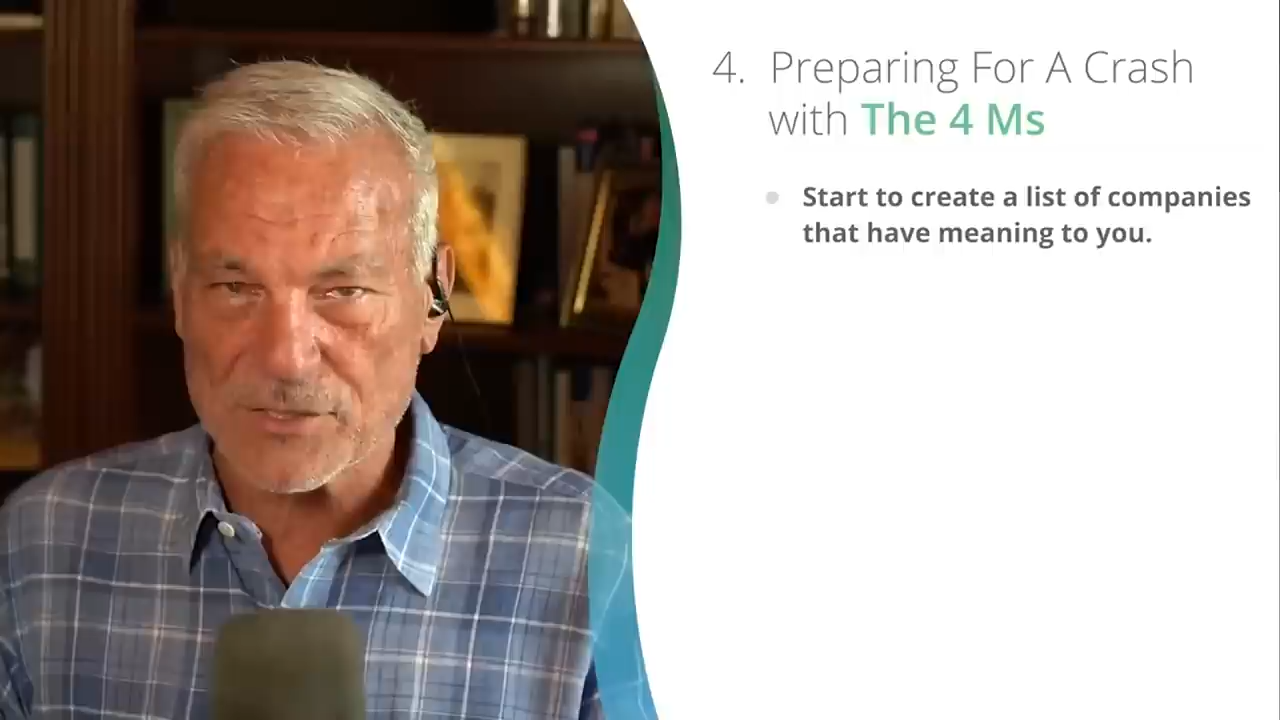 4. Preparing For A Crash
with The 4 Ms
Start to create a list of companies
that have meaning to you.